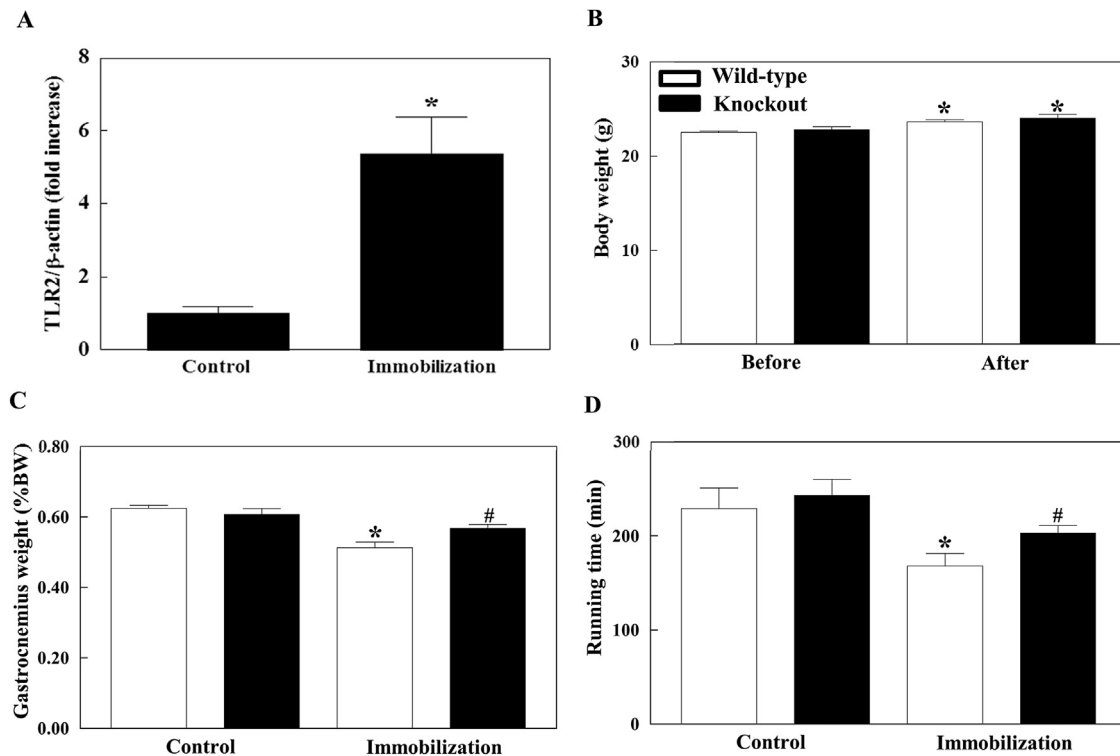 A
TLR2/β-actin (fold increase)
8
6
4
2
0
*
Control Immobilization
B
Body weight (g)
30
20
10
0
Wild-type
Knockout
* *
Before After
C
Gastrocnemius weight (%BW)
0.80
0.60
0.40
0.20
0.00
* #
Control Immobilization
D
Running time (min)
300
200
100
0
* #
Control Immobilization